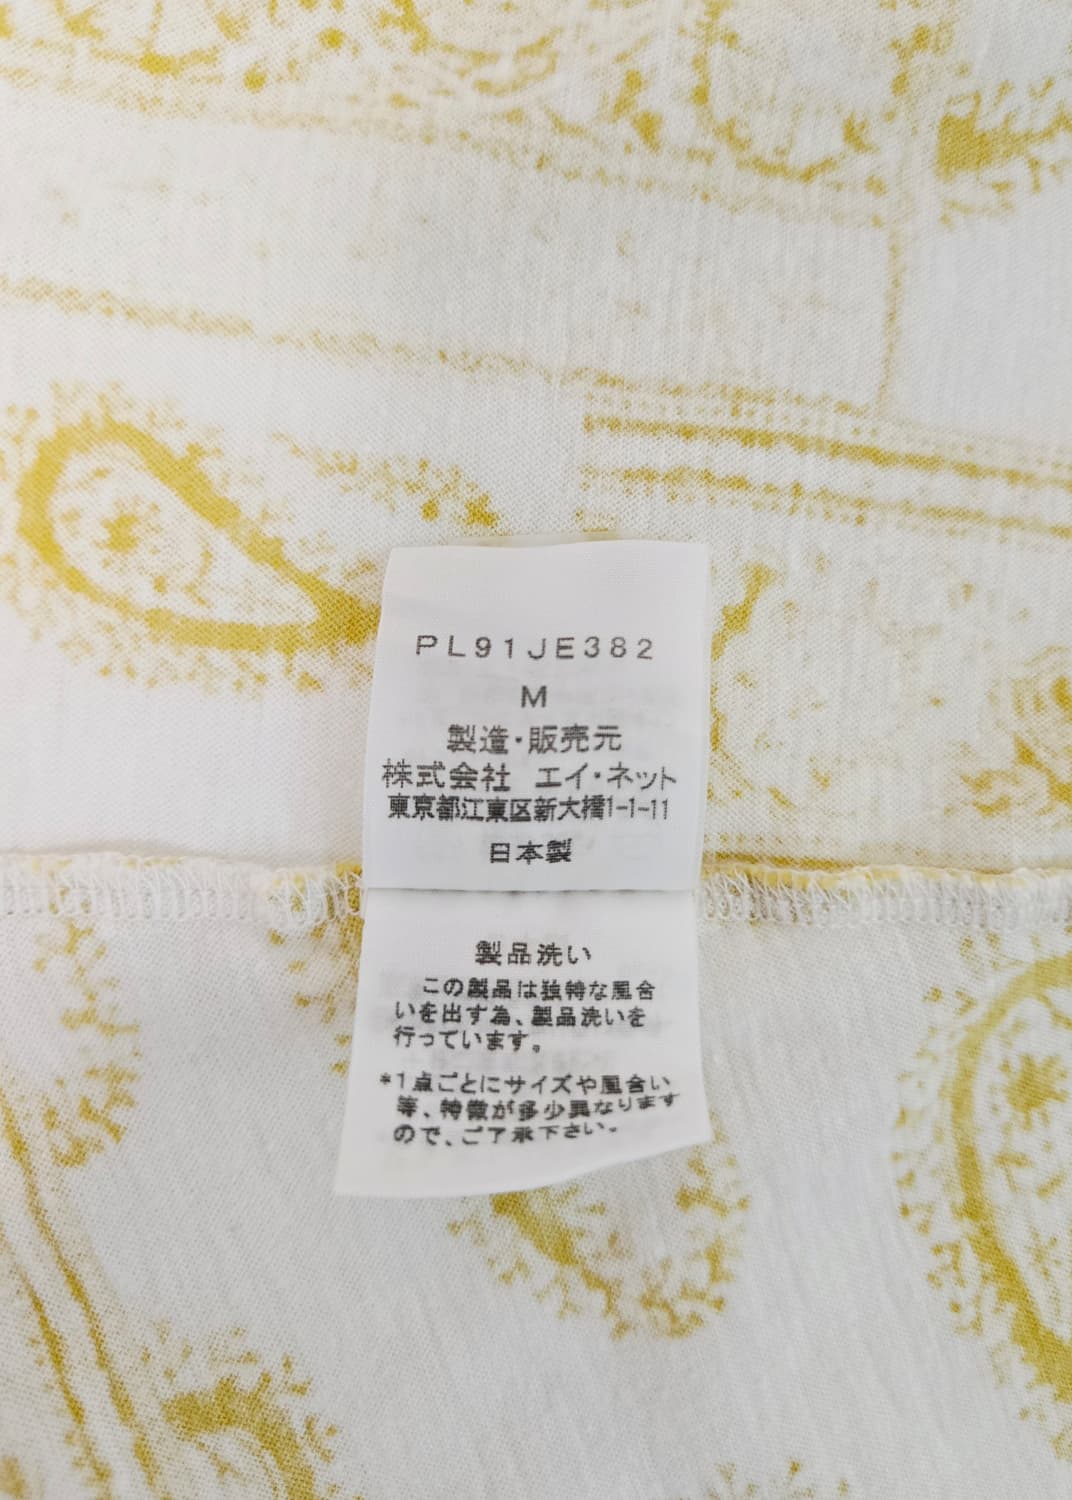 PL91JE382
M
製造・販売元
株式会社 エイ・ネット
東京都江東区新大橋1-1-11
日本製
製品洗い
この製品は独特な風合
いを出す為、製品洗いを
行っています。
*1点ごとにサイズや風合い
等、特徴が多少異なります
ので、ご了承下さい。